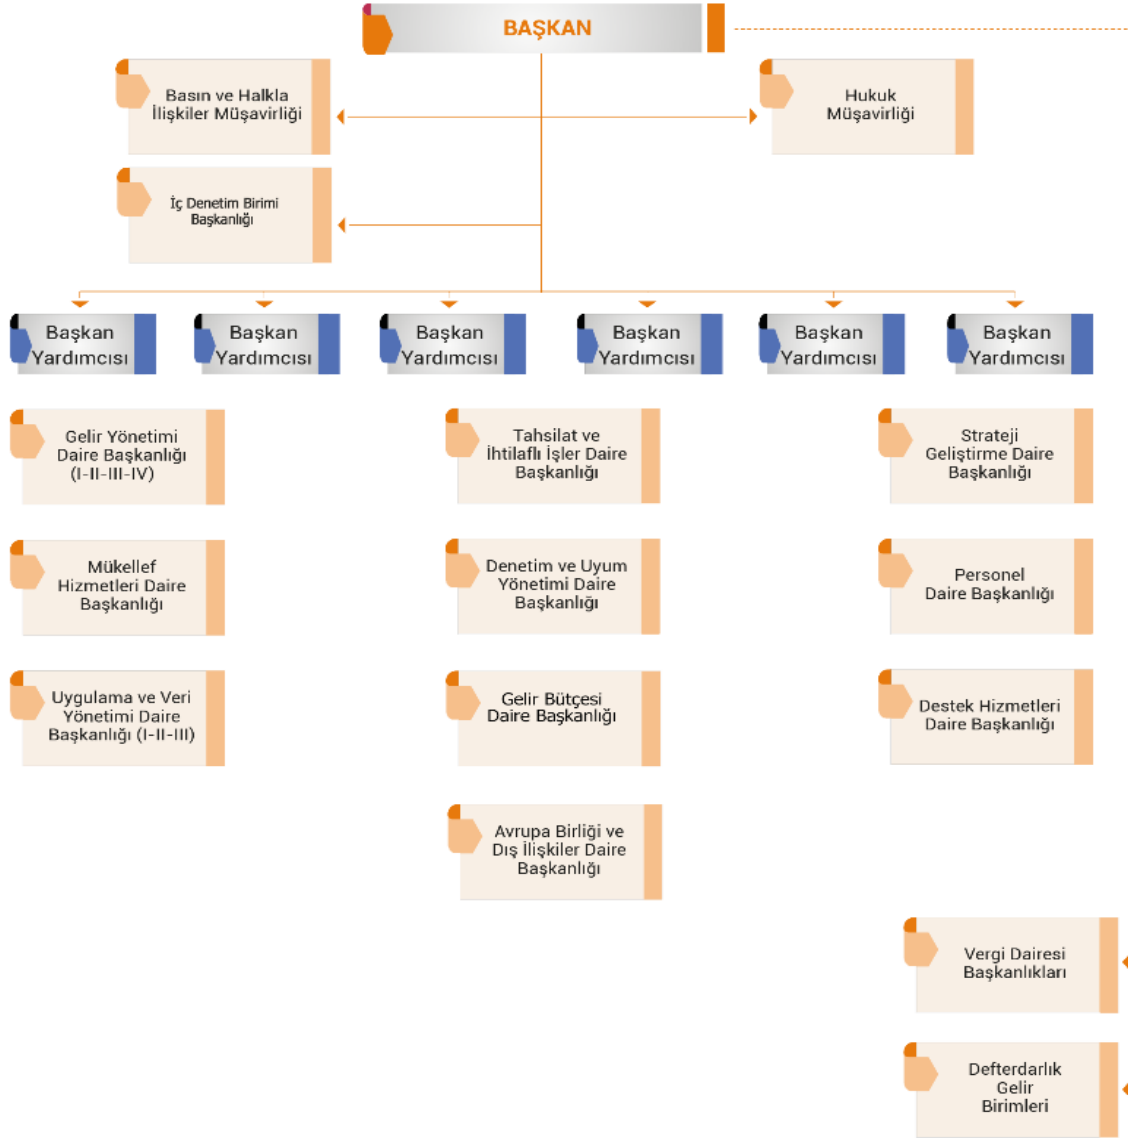 BAŞKAN
Basın ve Halkla
İlişkiler Müşavirliği
Hukuk
Müşavirliği
İç Denetim Birimi
Başkanlığı
Başkan
Yardımcısı
Başkan
Yardımcısı
Başkan
Yardımcısı
Başkan
Yardımcısı
Başkan
Yardımcısı
Başkan
Yardımcısı
Gelir Yönetimi
Daire Başkanlığı
(I-II-III-IV)
Tahsilat ve
İhtilaflı İşler Daire
Başkanlığı
Strateji
Geliştirme Daire
Başkanlığı
Mükellef
Hizmetleri Daire
Başkanlığı
Denetim ve Uyum
Yönetimi Daire
Başkanlığı
Personel
Daire Başkanlığı
Uygulama ve Veri
Yönetimi Daire
Başkanlığı (I-II-III)
Gelir Bütçesi
Daire Başkanlığı
Destek Hizmetleri
Daire Başkanlığı
Avrupa Birliği ve
Dış İlişkiler Daire
Başkanlığı
Vergi Dairesi
Başkanlıkları
Defterdarlık
Gelir
Birimleri